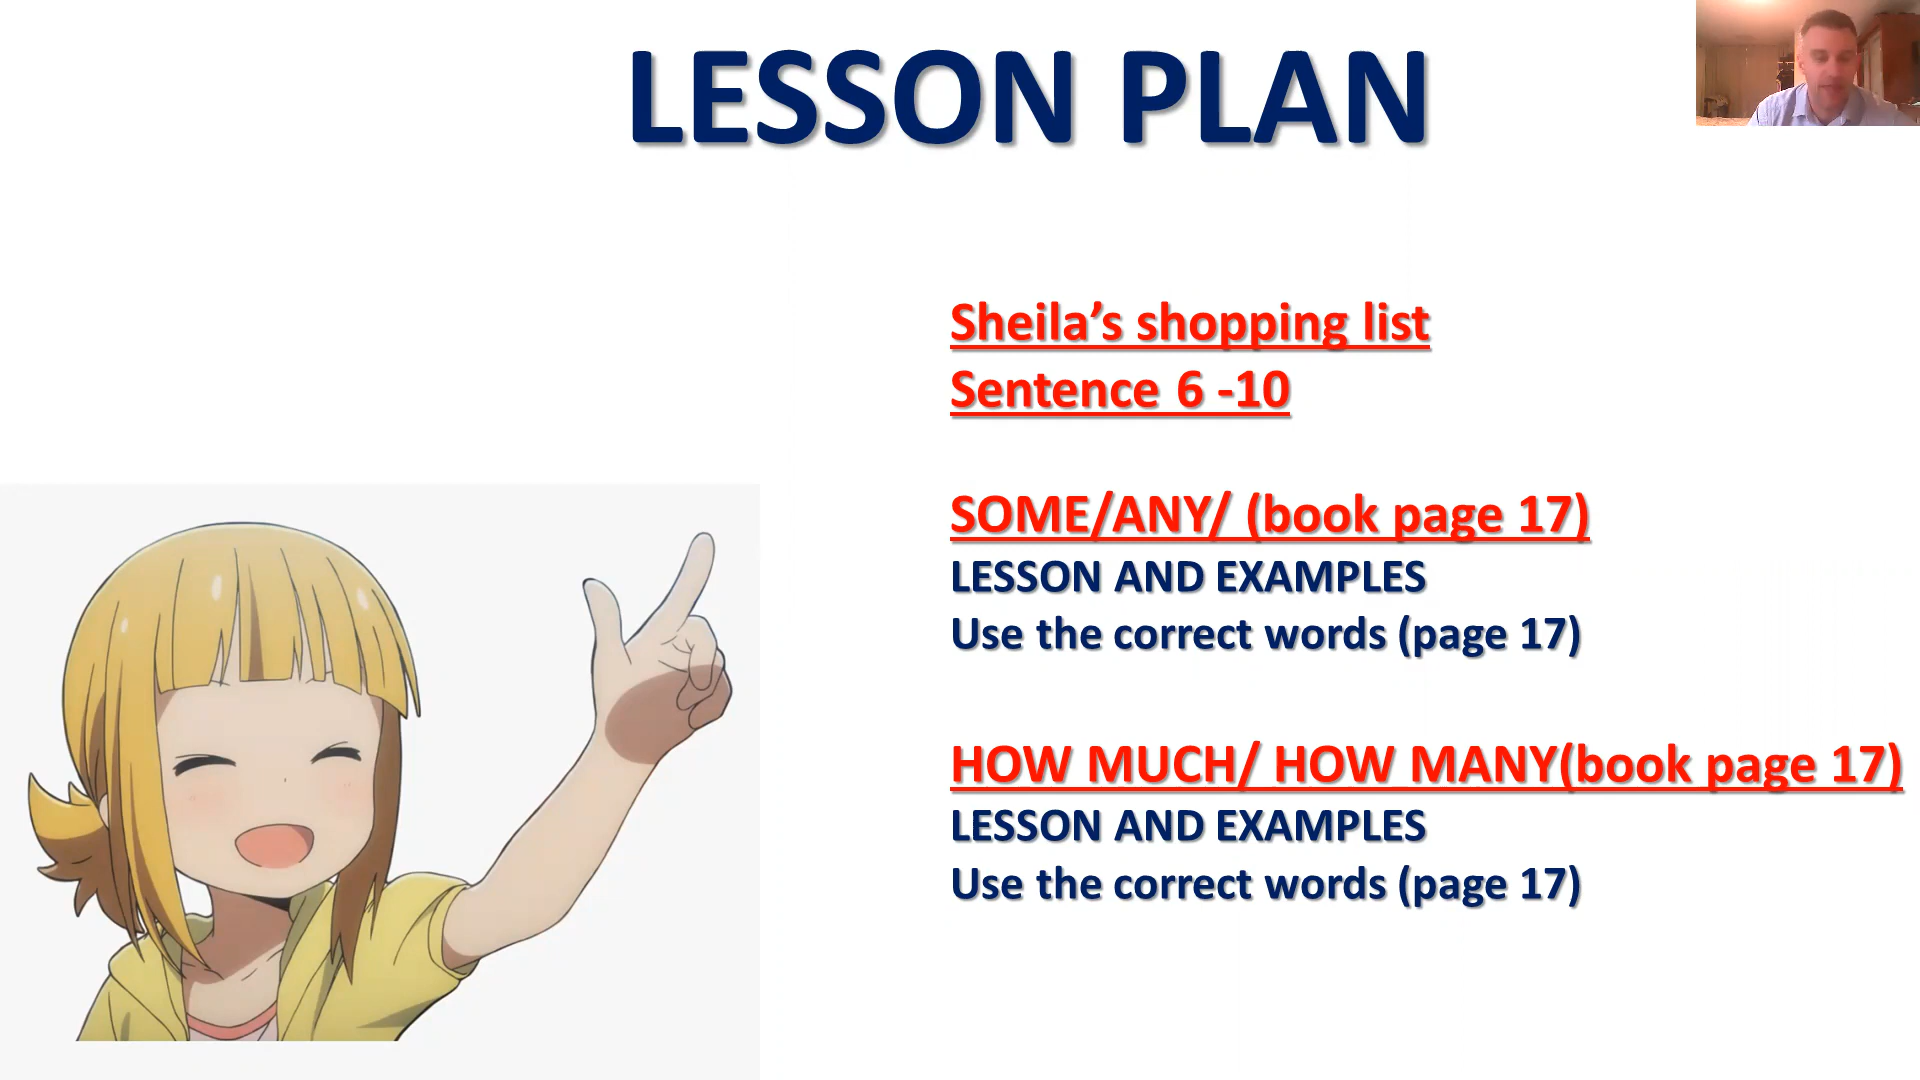 LESSON PLAN
Sheila’s shopping list
Sentence 6 -10
SOME/ANY/ (book page 17)
LESSON AND EXAMPLES
Use the correct words (page 17)
HOW MUCH/ HOW MANY(book page 17)
LESSON AND EXAMPLES
Use the correct words (page 17)